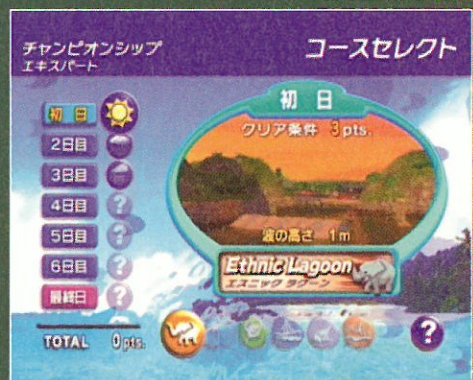 チャンピオンシップ
エキスパート
コースセレクト
初 日
2日目
3日目
4日目
?
5日目
?
6日目
?
最終日
?
TOTAL 0pts.
初 日
クリア条件 3pts.
波の高さ 1m
Ethnic Lagoon
エスニック ラグーン
?